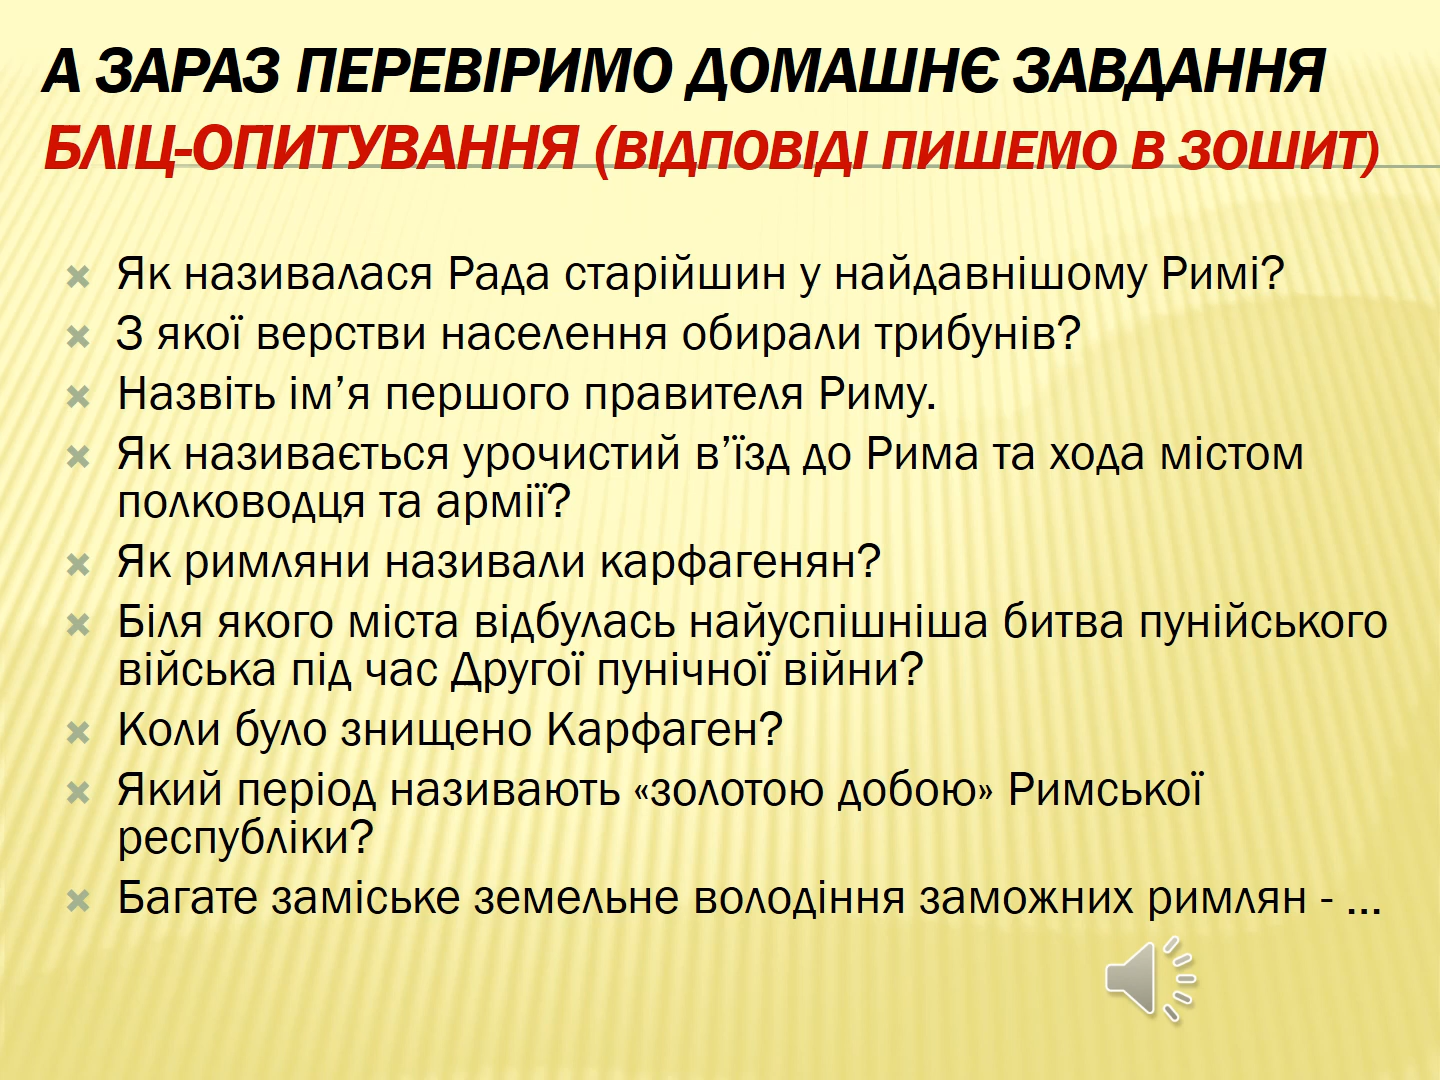 А ЗАРАЗ ПЕРЕВІРИМО ДОМАШНЄ ЗАВДАННЯ
БЛІЦ-ОПИТУВАННЯ (ВІДПОВІДІ ПИШЕМО В ЗОШИТ)
Як називалася Рада старійшин у найдавнішому Римі?
З якої верстви населення обирали трибунів?
Назвіть ім’я першого правителя Риму.
Як називається урочистий в’їзд до Рима та хода містом
полководця та армії?
Як римляни називали карфагенян?
Біля якого міста відбулась найуспішніша битва пунійського
війська під час Другої пунічної війни?
Коли було знищено Карфаген?
Який період називають «золотою добою» Римської
республіки?
Багате заміське земельне володіння заможних римлян - …